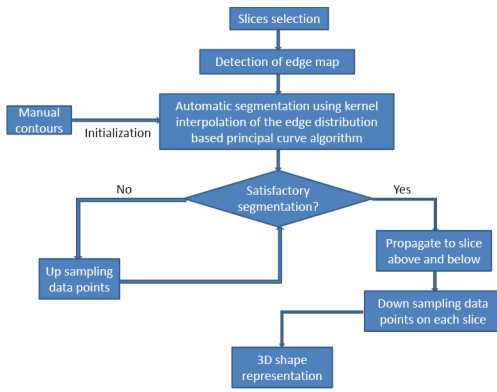 Slices selection
Detection of edge map
Manual
contours
Initialization
Automatic segmentation using kernel
interpolation of the edge distribution
based principal curve algorithm
No
Satisfactory
segmentation?
Yes
Up sampling
data points
Propagate to slice
above and below
Down sampling data
points on each slice
3D shape
representation